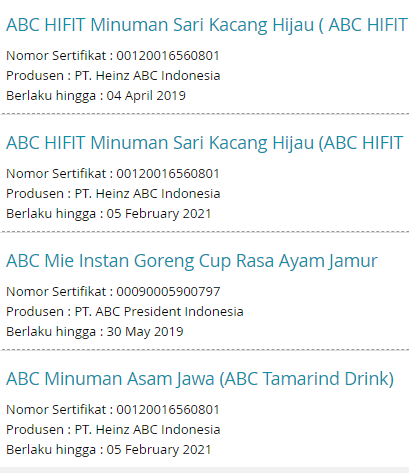 ABC HIFIT Minuman Sari Kacang Hijau ( ABC HIFIT
Nomor Sertifikat : 00120016560801
Produsen : PT. Heinz ABC Indonesia
Berlaku hingga : 04 April 2019
ABC HIFIT Minuman Sari Kacang Hijau (ABC HIFIT
Nomor Sertifikat : 00120016560801
Produsen : PT. Heinz ABC Indonesia
Berlaku hingga : 05 February 2021
ABC Mie Instan Goreng Cup Rasa Ayam Jamur
Nomor Sertifikat : 00090005900797
Produsen : PT. ABC President Indonesia
Berlaku hingga : 30 May 2019
ABC Minuman Asam Jawa (ABC Tamarind Drink)
Nomor Sertifikat : 00120016560801
Produsen : PT. Heinz ABC Indonesia
Berlaku hingga : 05 February 2021